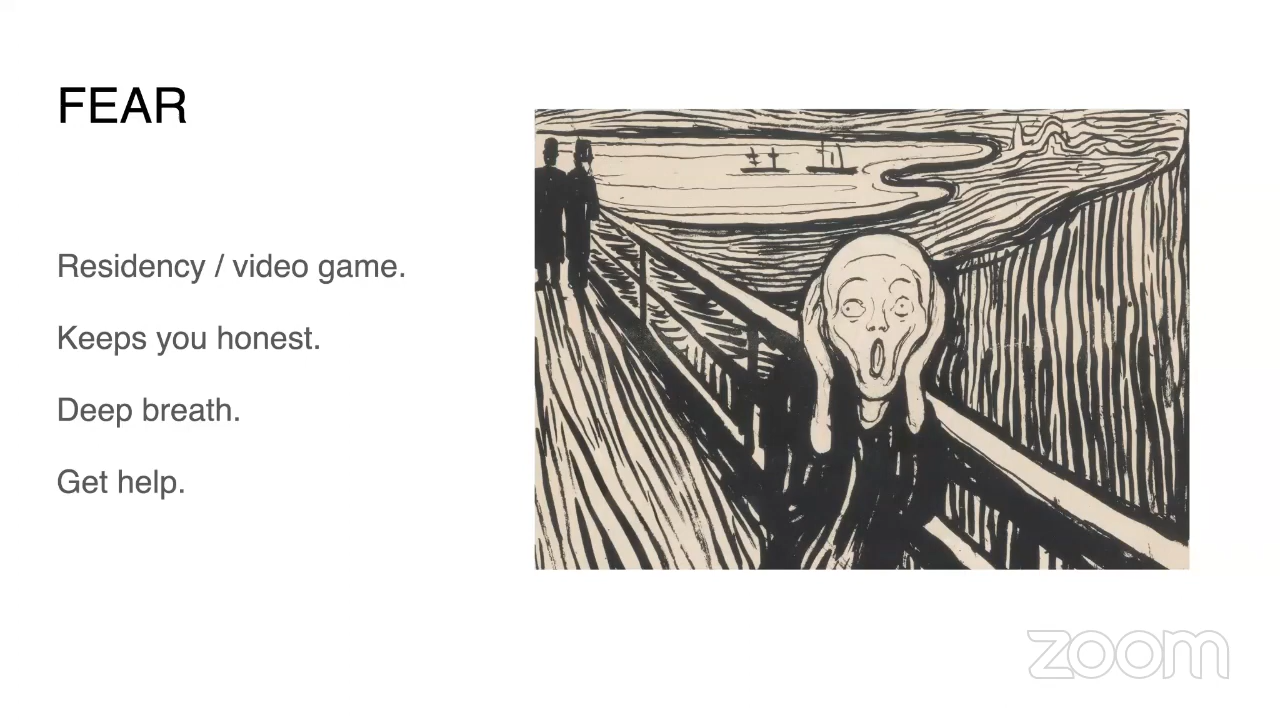 FEAR
Residency / video game.
Keeps you honest.
Deep breath.
Get help.
zoom